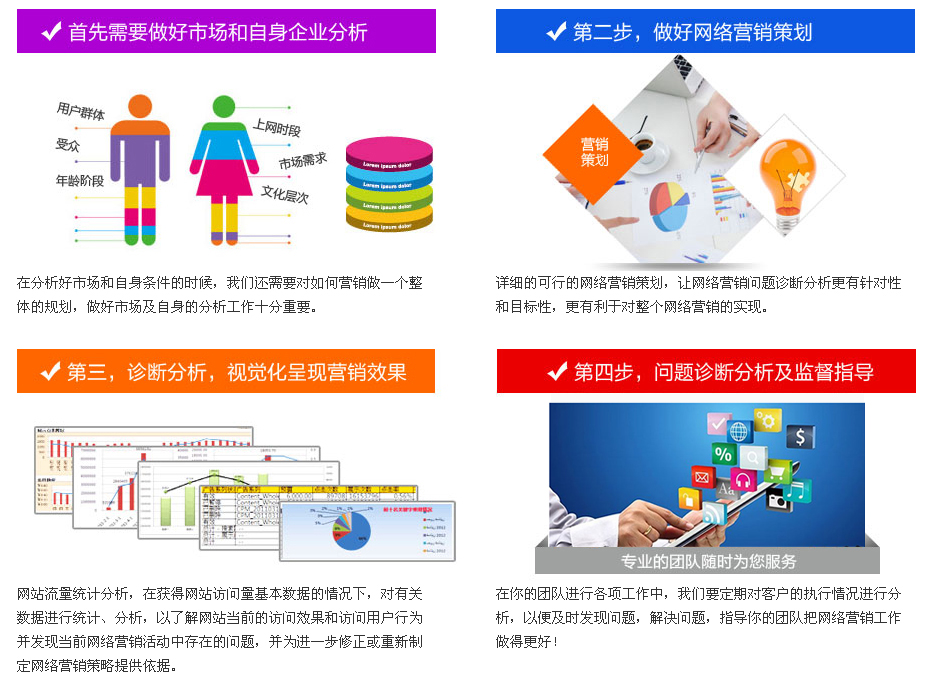 首先需要做好市场和自身企业分析
用户群体
受众
年龄阶段
上网时段
市场需求
文化层次
Lorem ipsum dolor
Lorem ipsum dolor
Lorem ipsum dolor
Lorem ipsum dolor
在分析好市场和自身条件的时候，我们还需要对如何营销做一个整
体的规划，做好市场及自身的分析工作十分重要。
第二步，做好网络营销策划
营销
策划
详细的可行的网络营销策划，让网络营销问题诊断分析更有针对性
和目标性，更有利于对整个网络营销的实现。
第三，诊断分析，视觉化呈现营销效果
网站流量统计分析，在获得网站访问量基本数据的情况下，对有关
数据进行统计、分析，以了解网站当前的访问效果和访问用户行为
并发现当前网络营销活动中存在的问题，并为进一步修正或重新制
定网络营销策略提供依据。
第四步，问题诊断分析及监督指导
$
%
Aa
专业的团队随时为您服务
在你的团队进行各项工作中，我们要定期对客户的执行情况进行分
析，以便及时发现问题，解决问题，指导你的团队把网络营销工作
做得更好！